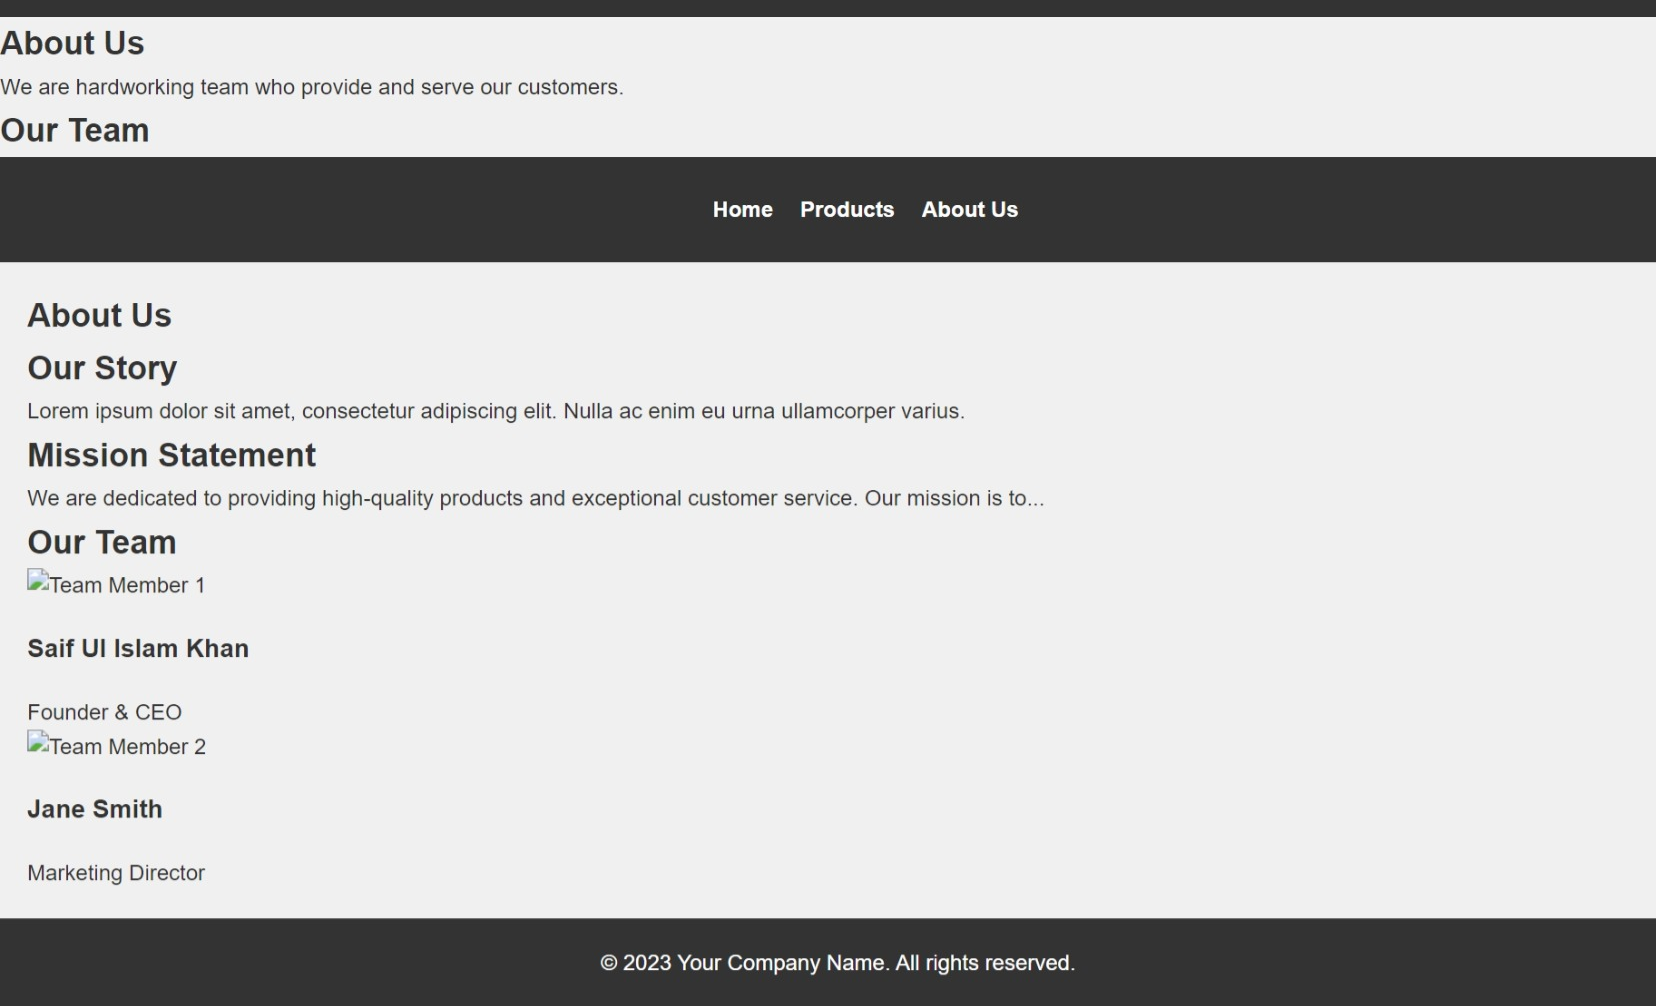 About Us
We are hardworking team who provide and serve our customers.
Our Team
Home Products About Us
About Us
Our Story
Lorem ipsum dolor sit amet, consectetur adipiscing elit. Nulla ac enim eu urna ullamcorper varius.
Mission Statement
We are dedicated to providing high-quality products and exceptional customer service. Our mission is to...
Our Team
Team Member 1
Saif Ul Islam Khan
Founder & CEO
Team Member 2
Jane Smith
Marketing Director
© 2023 Your Company Name. All rights reserved.